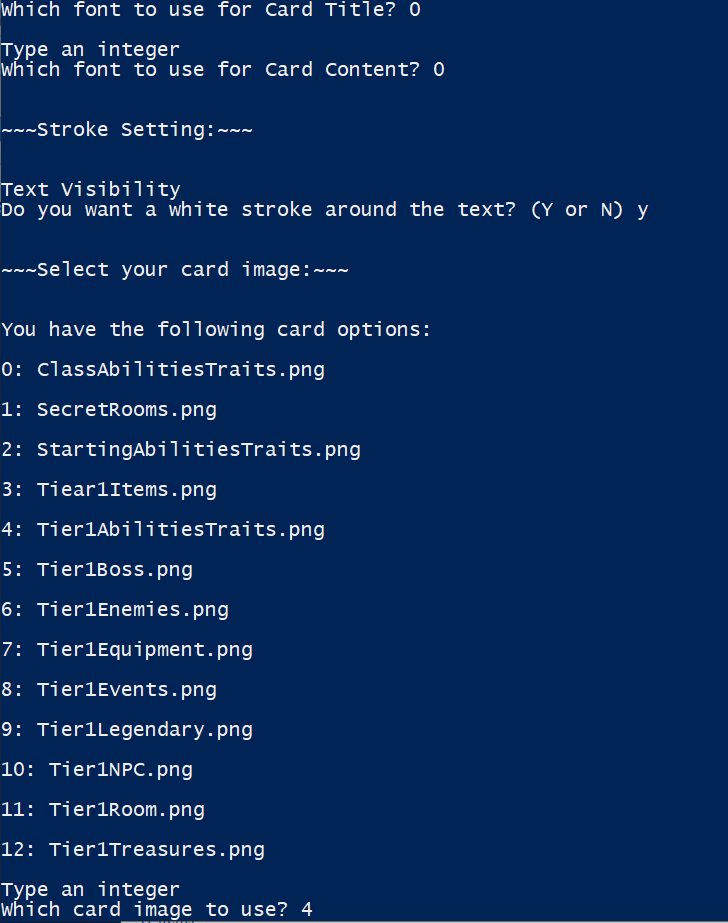 Which font to use for Card Title? 0
Type an integer
Which font to use for Card Content? 0
~~~Stroke Setting:~~~
Text Visibility
Do you want a white stroke around the text? (Y or N) y
~~~Select your card image:~~~
You have the following card options:
0: ClassAbilitiesTraits.png
1: SecretRooms.png
2: StartingAbilitiesTraits.png
3: Tiear1Items.png
4: Tier1AbilitiesTraits.png
5: Tier1Boss.png
6: Tier1Enemies.png
7: Tier1Equipment.png
8: Tier1Events.png
9: Tier1Legendary.png
10: Tier1NPC.png
11: Tier1Room.png
12: Tier1Treasures.png
Type an integer
Which card image to use? 4